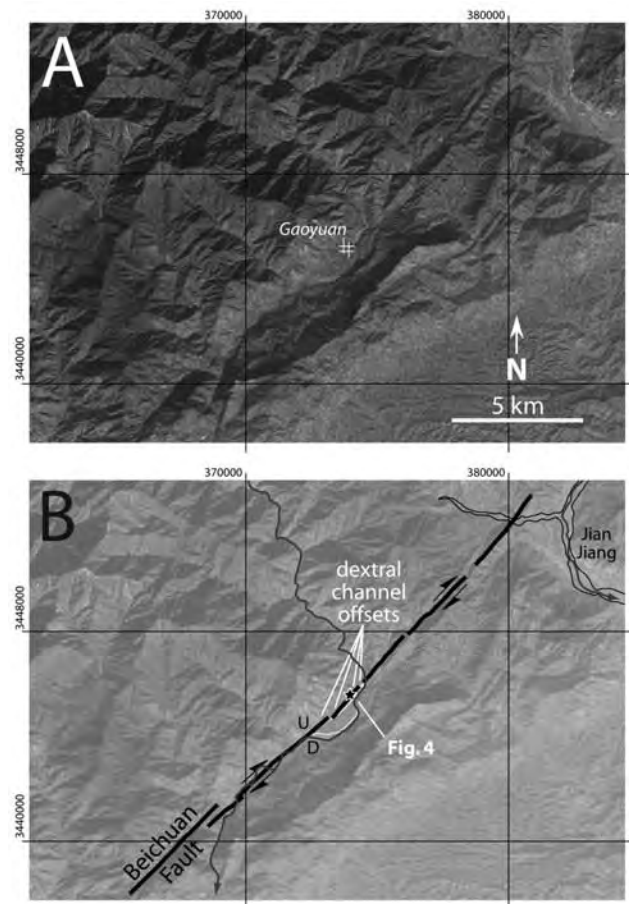 370000
380000
A
3448000
Gaoyuan
3440000
N
5 km
370000
380000
B
Jian
Jiang
dextral
channel
offsets
3448000
U
D
Fig. 4
3440000
Beichuan
Fault